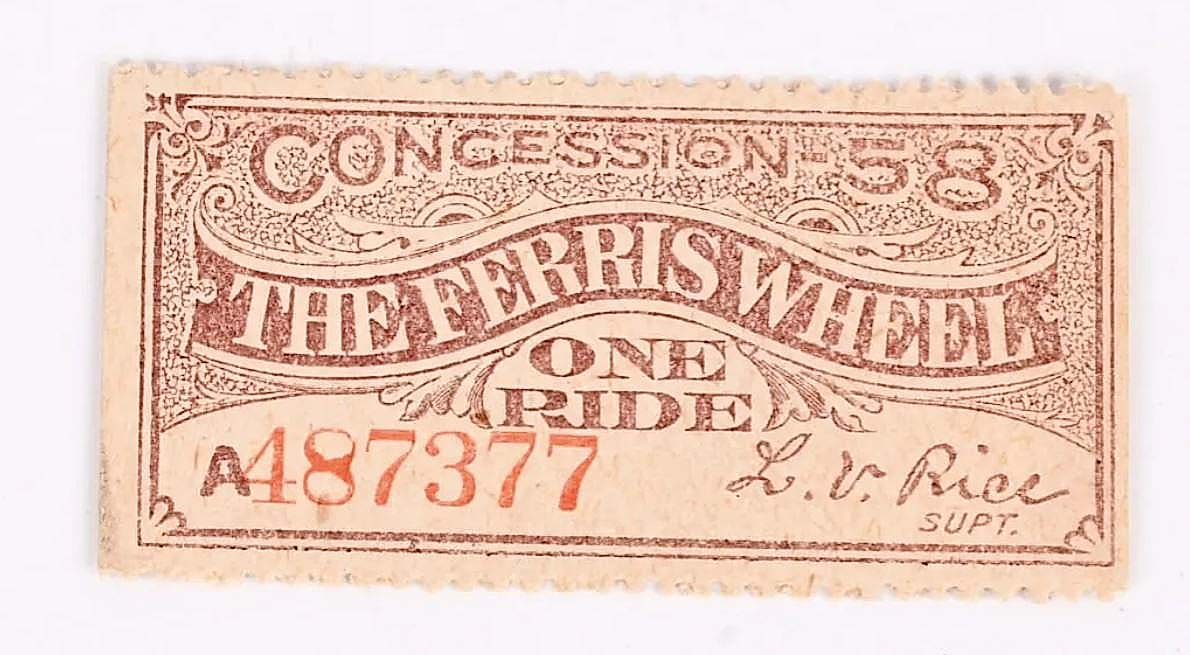 CONCESSION-58
THE FERRIS WHEEL
ONE
RIDE
A487377
L. V. Rice
SUPT.